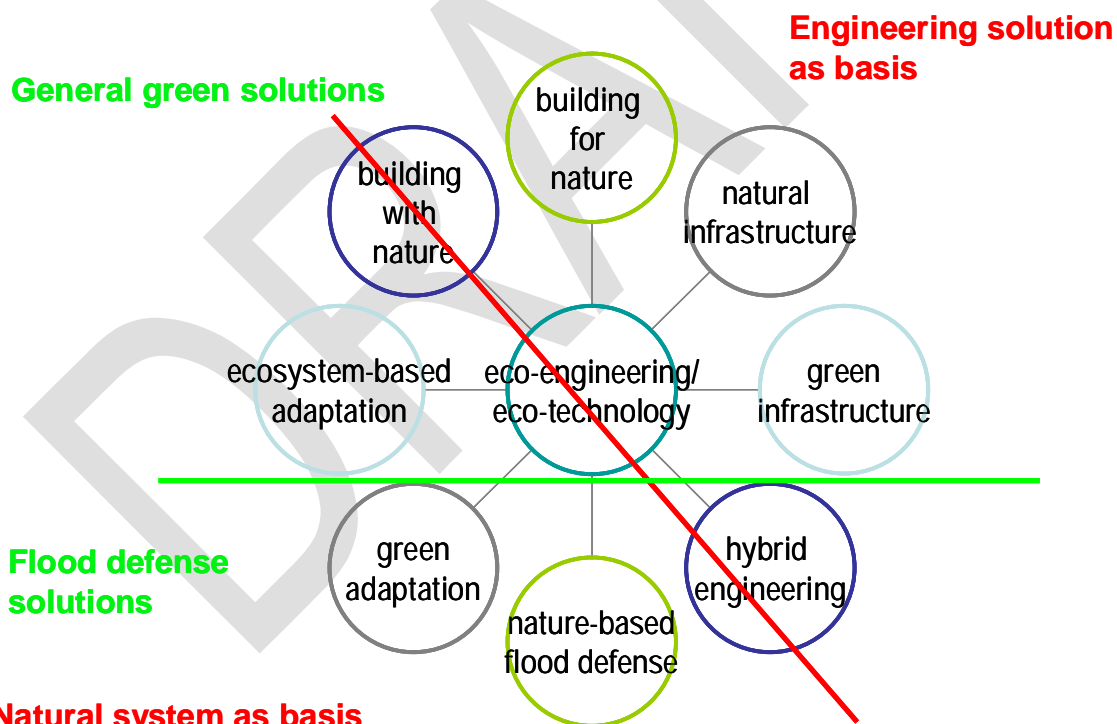 Engineering solution
as basis
General green solutions
building
for
nature
building
with
nature
natural
infrastructure
ecosystem-based
adaptation
eco-engineering/
eco-technology
green
infrastructure
Flood defense
solutions
green
adaptation
hybrid
engineering
nature-based
flood defense
Natural system as basis
DRA